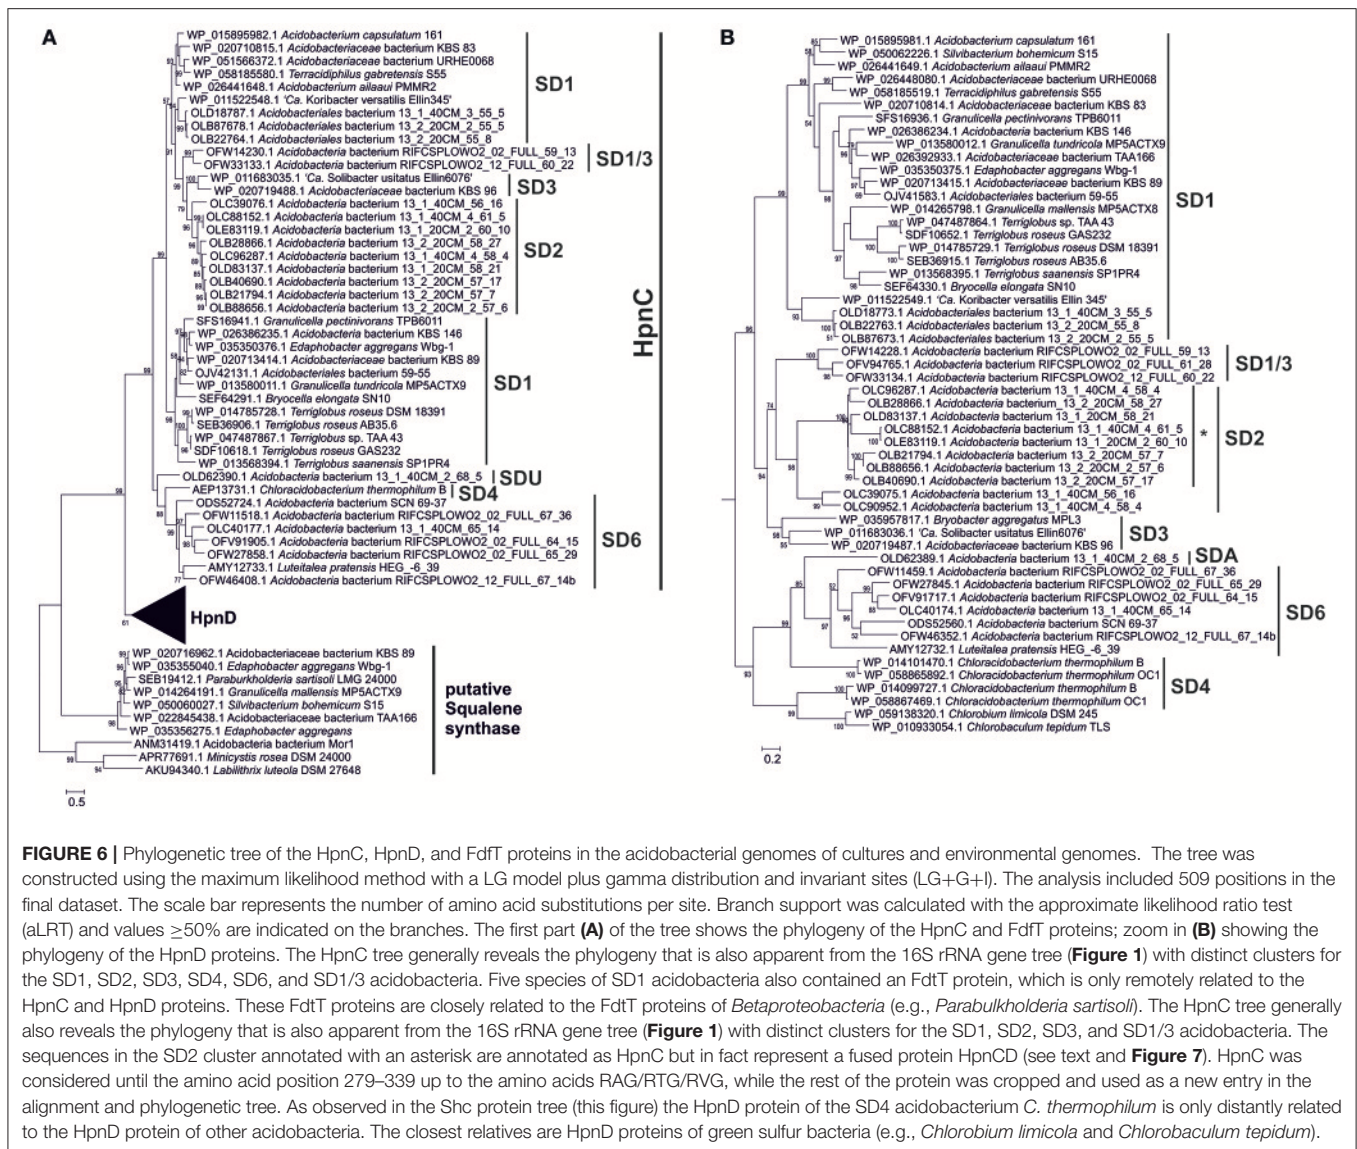 A
WP_015895982.1 Acidobacterium capsulatum 161
WP_020710815.1 Acidobacteriaceae bacterium KBS 83
WP_051566372.1 Acidobacteriaceae bacterium URHE0068
WP_058185580.1 Terracidiphilus gabretensis S55
WP_026441648.1 Acidobacterium ailaaui PMMR2
WP_011522548.1 'Ca. Koribacter versatilis Ellin345'
OLD18787.1 Acidobacteriales bacterium 13_1_40CM_3_55_5
OLB87678.1 Acidobacteriales bacterium 13_2_20CM_2_55_5
OLB22764.1 Acidobacteriales bacterium 13_2_20CM_55_8
SD1
OFW14230.1 Acidobacteria bacterium RIFCSPLOWO2_02_FULL_59_13
OFW33133.1 Acidobacteria bacterium RIFCSPLOWO2_12_FULL_60_22
SD1/3
WP_011683035.1 'Ca. Solibacter usitatus Ellin6076'
WP_020719488.1 Acidobacteriaceae bacterium KBS 96
SD3
OLC39076.1 Acidobacteria bacterium 13_1_40CM_56_16
OLC88152.1 Acidobacteria bacterium 13_1_40CM_4_61_5
OLE83119.1 Acidobacteria bacterium 13_1_20CM_2_60_10
OLB28866.1 Acidobacteria bacterium 13_2_20CM_58_27
OLC96287.1 Acidobacteria bacterium 13_1_40CM_4_58_4
OLD83137.1 Acidobacteria bacterium 13_1_20CM_58_21
OLB40690.1 Acidobacteria bacterium 13_2_20CM_57_17
OLB21794.1 Acidobacteria bacterium 13_2_20CM_57_7
OLB88656.1 Acidobacteria bacterium 13_2_20CM_2_57_6
SD2
SFS16941.1 Granulicella pectinivorans TPB6011
WP_026386235.1 Acidobacteria bacterium KBS 146
WP_035350376.1 Edaphobacter aggregans Wbg-1
WP_020713414.1 Acidobacteriaceae bacterium KBS 89
OJV42131.1 Acidobacteriales bacterium 59-55
WP_013580011.1 Granulicella tundricola MP5ACTX9
SEF64291.1 Bryocella elongata SN10
WP_014785728.1 Terriglobus roseus DSM 18391
SEB36906.1 Terriglobus roseus AB35.6
WP_047487867.1 Terriglobus sp. TAA 43
SDF10618.1 Terriglobus roseus GAS232
WP_013568394.1 Terriglobus saanensis SP1PR4
SD1
OLD62390.1 Acidobacteria bacterium 13_1_40CM_2_68_5
SDU
AEP13731.1 Chloracidobacterium thermophilum B
SD4
ODS52724.1 Acidobacteria bacterium SCN 69-37
OFW11518.1 Acidobacteria bacterium RIFCSPLOWO2_02_FULL_67_36
OLC40177.1 Acidobacteria bacterium 13_1_40CM_65_14
OFV91905.1 Acidobacteria bacterium RIFCSPLOWO2_02_FULL_64_15
OFW27858.1 Acidobacteria bacterium RIFCSPLOWO2_02_FULL_65_29
AMY12733.1 Luteitalea pratensis HEG_-6_39
OFW46408.1 Acidobacteria bacterium RIFCSPLOWO2_12_FULL_67_14b
SD6
HpnC
HpnD
WP_020716962.1 Acidobacteriaceae bacterium KBS 89
WP_035355040.1 Edaphobacter aggregans Wbg-1
SEB19412.1 Paraburkholderia sartisoli LMG 24000
WP_014264191.1 Granulicella mallensis MP5ACTX9
WP_050060027.1 Silvibacterium bohemicum S15
WP_022845438.1 Acidobacteriaceae bacterium TAA166
WP_035356275.1 Edaphobacter aggregans
ANM31419.1 Acidobacteria bacterium Mor1
APR77691.1 Minicystis rosea DSM 24000
AKU94340.1 Labilithrix luteola DSM 27648
putative
Squalene
synthase
0.5
B
WP_015895981.1 Acidobacterium capsulatum 161
WP_050062226.1 Silvibacterium bohemicum S15
WP_026441649.1 Acidobacterium ailaaui PMMR2
WP_026448080.1 Acidobacteriaceae bacterium URHE0068
WP_058185519.1 Terracidiphilus gabretensis S55
WP_020710814.1 Acidobacteriaceae bacterium KBS 83
SFS16936.1 Granulicella pectinivorans TPB6011
WP_026386234.1 Acidobacteria bacterium KBS 146
WP_013580012.1 Granulicella tundricola MP5ACTX9
WP_026392933.1 Acidobacteria bacterium TAA166
WP_035350375.1 Edaphobacter aggregans Wbg-1
WP_020713415.1 Acidobacteriaceae bacterium KBS 89
OJV41583.1 Acidobacteriales bacterium 59-55
WP_014265798.1 Granulicella mallensis MP5ACTX8
WP_047487864.1 Terriglobus sp. TAA 43
SDF10652.1 Terriglobus roseus GAS232
WP_014785729.1 Terriglobus roseus DSM 18391
SEB36915.1 Terriglobus roseus AB35.6
WP_013568395.1 Terriglobus saanensis SP1PR4
SEF64330.1 Bryocella elongata SN10
WP_011522549.1 'Ca. Koribacter versatilis Ellin 345'
OLD18773.1 Acidobacteriales bacterium 13_1_40CM_3_55_5
OLB22763.1 Acidobacteriales bacterium 13_2_20CM_55_8
OLB87673.1 Acidobacteriales bacterium 13_2_20CM_2_55_5
SD1
OFW14228.1 Acidobacteria bacterium RIFCSPLOWO2_02_FULL_59_13
OFV94765.1 Acidobacteria bacterium RIFCSPLOWO2_02_FULL_61_28
OFW33134.1 Acidobacteria bacterium RIFCSPLOWO2_12_FULL_60_22
SD1/3
OLC96287.1 Acidobacteria bacterium 13_1_40CM_4_58_4
OLB28866.1 Acidobacteria bacterium_13_2_20CM_58_27
OLD83137.1 Acidobacteria bacterium 13_1_20CM_58_21
OLC88152.1 Acidobacteria bacterium 13_1_40CM_4_61_5
OLE83119.1 Acidobacteria bacterium 13_1_20CM_2_60_10
OLB21794.1 Acidobacteria bacterium 13_2_20CM_57_7
OLB88656.1 Acidobacteria bacterium 13_2_20CM_2_57_6
OLB40690.1 Acidobacteria bacterium 13_2_20CM_57_17
*
OLC39075.1 Acidobacteria bacterium 13_1_40CM_56_16
OLC90952.1 Acidobacteria bacterium 13_1_40CM_4_58_4
SD2
WP_035957817.1 Bryobacter aggregatus MPL3
WP_011683036.1 'Ca. Solibacter usitatus Ellin6076'
WP_020719487.1 Acidobacteriaceae bacterium KBS 96
SD3
OLD62389.1 Acidobacteria bacterium 13_1_40CM_2_68_5
SDA
OFW11459.1 Acidobacteria bacterium RIFCSPLOWO2_02_FULL_67_36
OFW27845.1 Acidobacteria bacterium RIFCSPLOWO2_02_FULL_65_29
OFV91717.1 Acidobacteria bacterium RIFCSPLOWO2_02_FULL_64_15
OLC40174.1 Acidobacteria bacterium 13_1_40CM_65_14
ODS52560.1 Acidobacteria bacterium SCN 69-37
OFW46352.1 Acidobacteria bacterium RIFCSPLOWO2_12_FULL_67_14b
AMY12732.1 Luteitalea pratensis HEG_-6_39
SD6
WP_014101470.1 Chloracidobacterium thermophilum B
WP_058865892.1 Chloracidobacterium thermophilum OC1
WP_014099727.1 Chloracidobacterium thermophilum B
WP_058867469.1 Chloracidobacterium thermophilum OC1
SD4
WP_059138320.1 Chlorobium limicola DSM 245
WP_010933054.1 Chlorobaculum tepidum TLS
0.2
FIGURE 6 | Phylogenetic tree of the HpnC, HpnD, and FdfT proteins in the acidobacterial genomes of cultures and environmental genomes. The tree was
constructed using the maximum likelihood method with a LG model plus gamma distribution and invariant sites (LG+G+I). The analysis included 509 positions in the
final dataset. The scale bar represents the number of amino acid substitutions per site. Branch support was calculated with the approximate likelihood ratio test
(aLRT) and values ≥50% are indicated on the branches. The first part (A) of the tree shows the phylogeny of the HpnC and FdfT proteins; zoom in (B) showing the
phylogeny of the HpnD proteins. The HpnC tree generally reveals the phylogeny that is also apparent from the 16S rRNA gene tree (Figure 1) with distinct clusters for
the SD1, SD2, SD3, SD4, SD6, and SD1/3 acidobacteria. Five species of SD1 acidobacteria also contained an FdtT protein, which is only remotely related to the
HpnC and HpnD proteins. These FdtT proteins are closely related to the FdtT proteins of Betaproteobacteria (e.g., Parabulkholderia sartisoli). The HpnC tree generally
also reveals the phylogeny that is also apparent from the 16S rRNA gene tree (Figure 1) with distinct clusters for the SD1, SD2, SD3, and SD1/3 acidobacteria. The
sequences in the SD2 cluster annotated with an asterisk are annotated as HpnC but in fact represent a fused protein HpnCD (see text and Figure 7). HpnC was
considered until the amino acid position 279–339 up to the amino acids RAG/RTG/RVG, while the rest of the protein was cropped and used as a new entry in the
alignment and phylogenetic tree. As observed in the Shc protein tree (this figure) the HpnD protein of the SD4 acidobacterium C. thermophilum is only distantly related
to the HpnD protein of other acidobacteria. The closest relatives are HpnD proteins of green sulfur bacteria (e.g., Chlorobium limicola and Chlorobaculum tepidum).